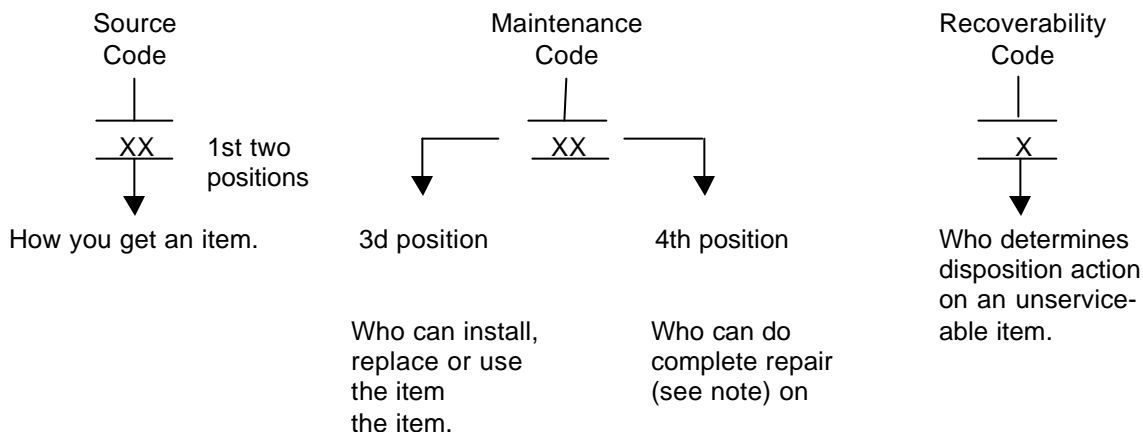 Source
Code
XX
1st two
positions
How you get an item.
Maintenance
Code
XX
3d position
Who can install,
replace or use
the item
the item.
4th position
Who can do
complete repair
(see note) on
Recoverability
Code
X
Who determines
disposition action
on an unservice-
able item.